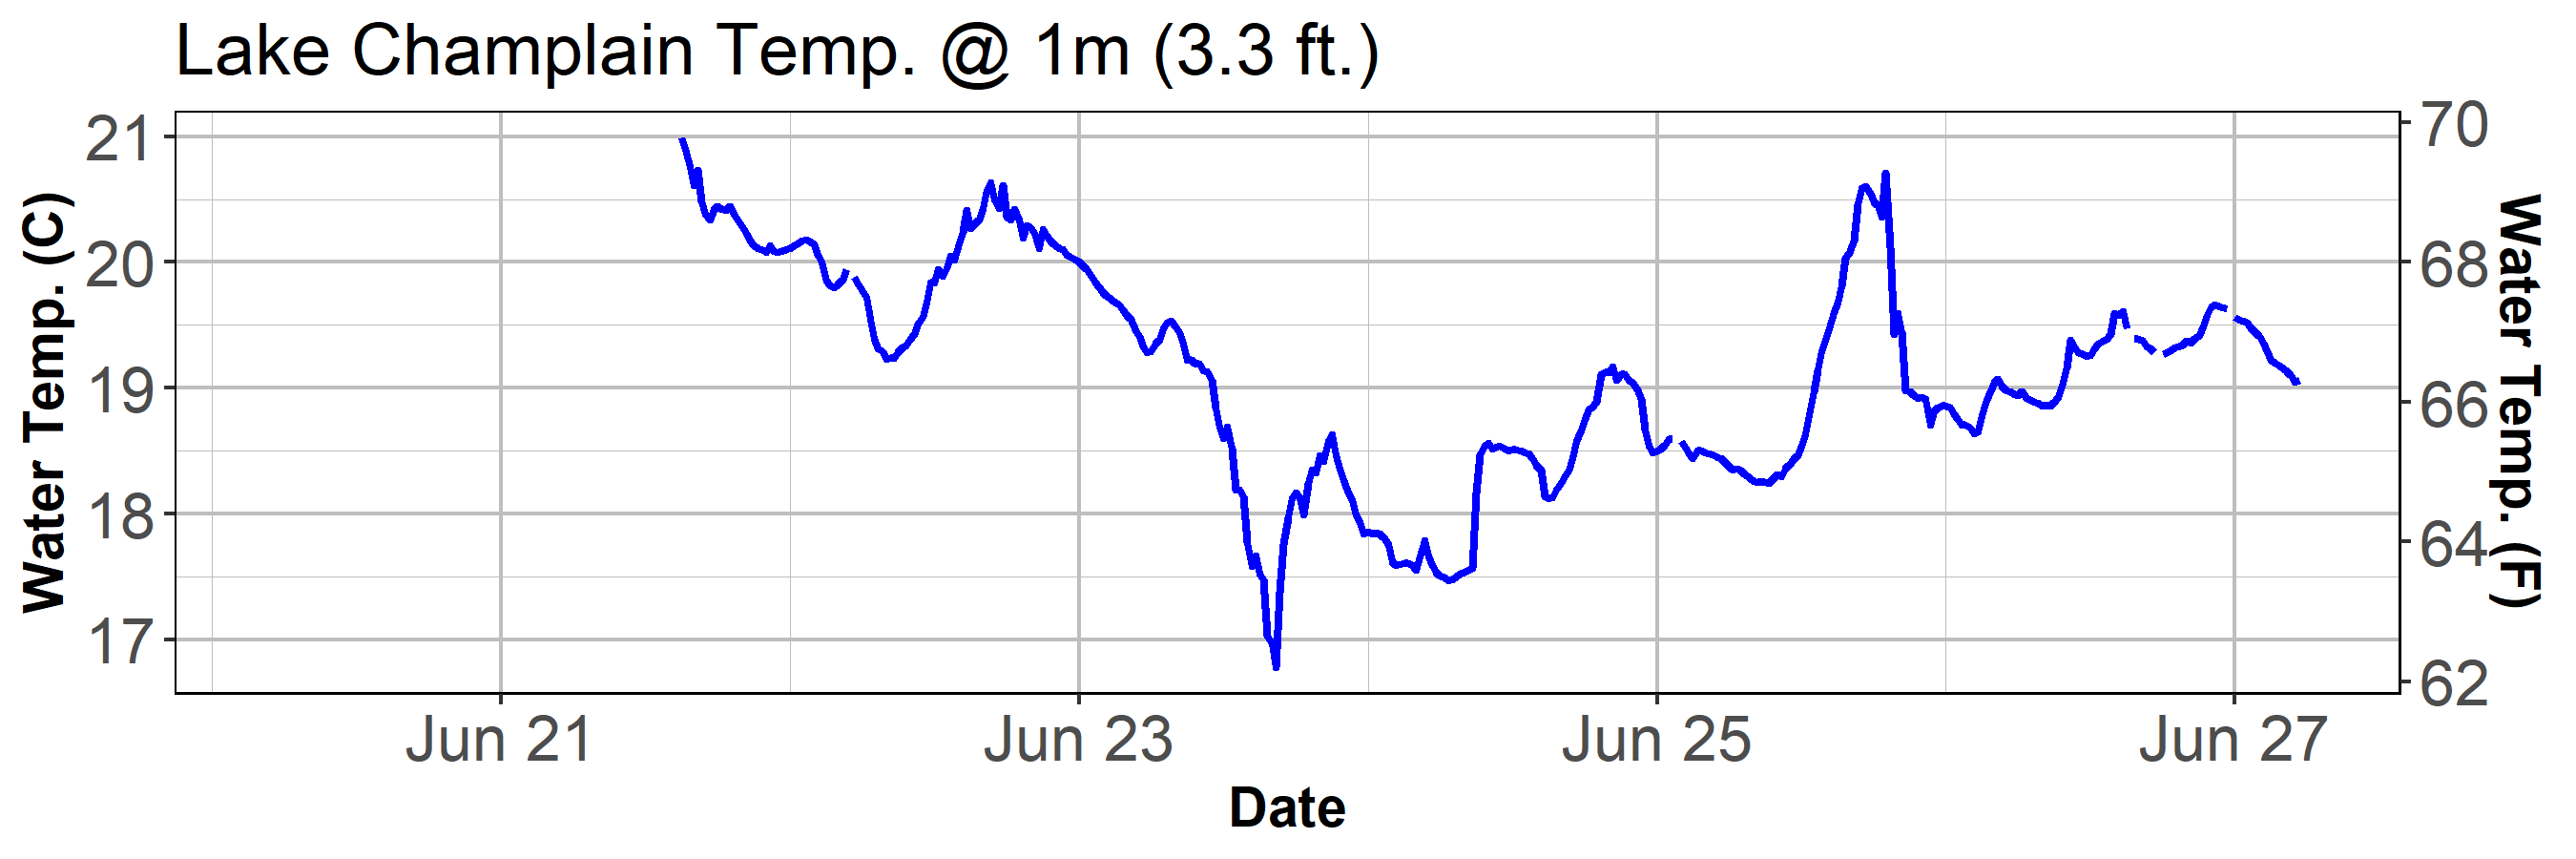 Lake Champlain Temp. @ 1m (3.3 ft.)
21
20
19
18
17
Water Temp. (C)
70
68
66
64
62
Water Temp. (F)
Jun 21
Jun 23
Jun 25
Jun 27
Date